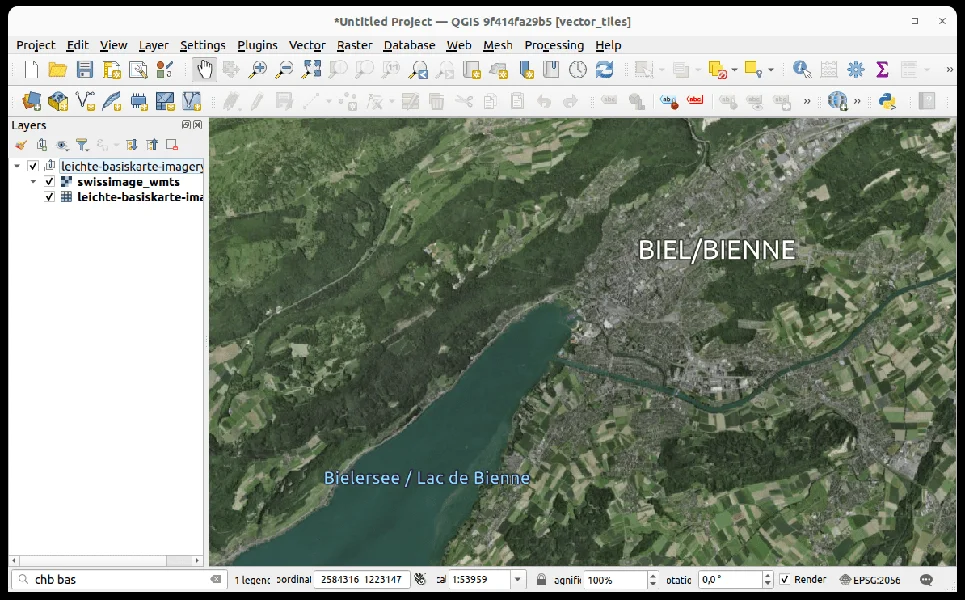 *Untitled Project — QGIS 9f414fa29b5 [vector_tiles]
Project Edit View Layer Settings Plugins Vector Raster Database Web Mesh Processing Help
Layers
leichte-basiskarte-imagery
swissimage_wmts
leichte-basiskarte-ima
BIEL/BIENNE
Bielersee / Lac de Bienne
chb bas
1 legend oordinat 2584316 1223147 cal 1:53959 agnifi 100% otatio 0,0 ° Render EPSG:2056